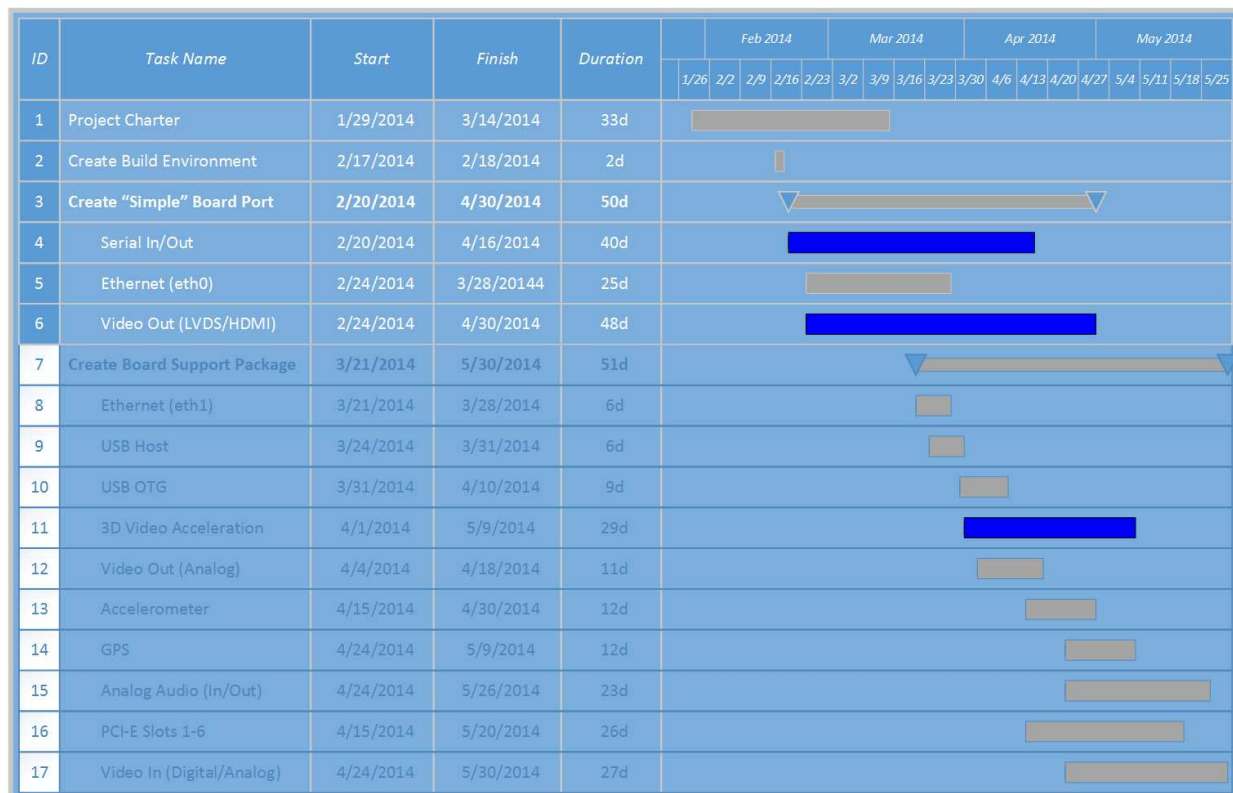 ID Task Name Start Finish Duration Feb 2014 Mar 2014 Apr 2014 May 2014
1/26 2/2 2/9 2/16 2/23 3/2 3/9 3/16 3/23 3/30 4/6 4/13 4/20 4/27 5/4 5/11 5/18 5/25
1 Project Charter 1/29/2014 3/14/2014 33d
2 Create Build Environment 2/17/2014 2/18/2014 2d
3 Create “Simple” Board Port 2/20/2014 4/30/2014 50d
4 Serial In/Out 2/20/2014 4/16/2014 40d
5 Ethernet (eth0) 2/24/2014 3/28/20144 25d
6 Video Out (LVDS/HDMI) 2/24/2014 4/30/2014 48d
7 Create Board Support Package 3/21/2014 5/30/2014 51d
8 Ethernet (eth1) 3/21/2014 3/28/2014 6d
9 USB Host 3/24/2014 3/31/2014 6d
10 USB OTG 3/31/2014 4/10/2014 9d
11 3D Video Acceleration 4/1/2014 5/9/2014 29d
12 Video Out (Analog) 4/4/2014 4/18/2014 11d
13 Accelerometer 4/15/2014 4/30/2014 12d
14 GPS 4/24/2014 5/9/2014 12d
15 Analog Audio (In/Out) 4/24/2014 5/26/2014 23d
16 PCI-E Slots 1-6 4/15/2014 5/20/2014 26d
17 Video In (Digital/Analog) 4/24/2014 5/30/2014 27d